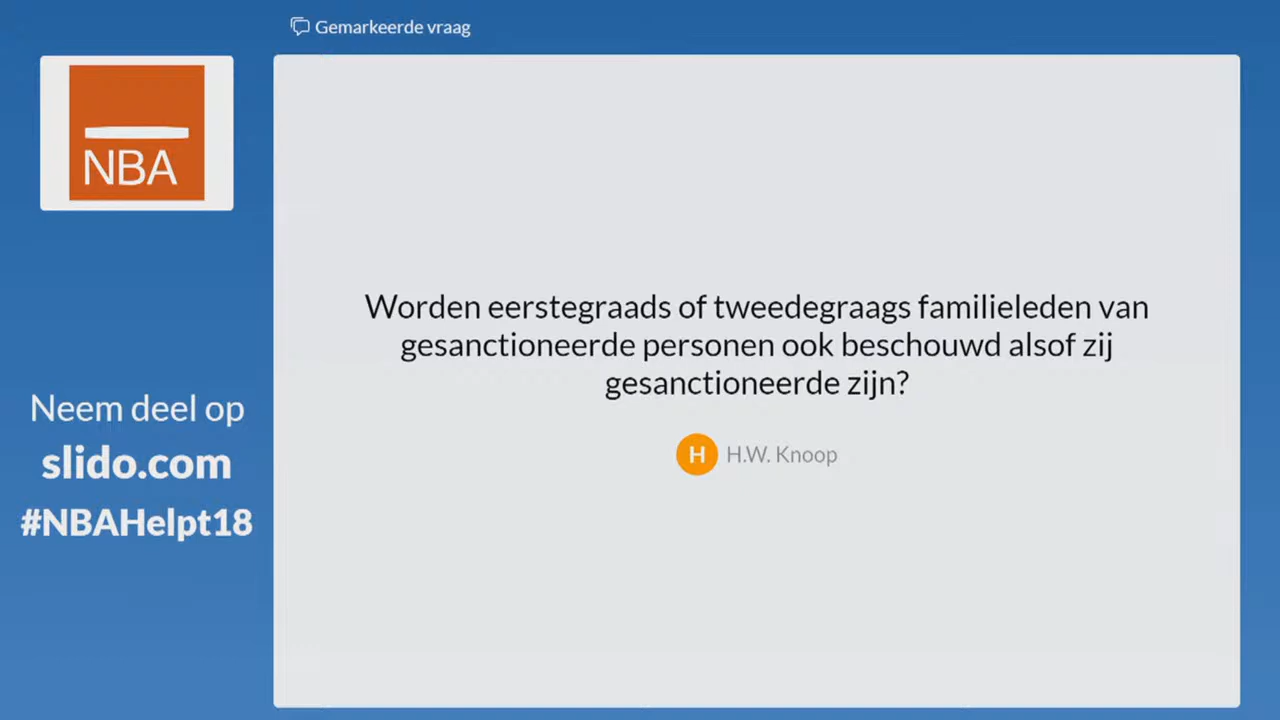 Gemarkeerde vraag
NBA
Worden eerstegraads of tweedegraags familieleden van
gesanctioneerde personen ook beschouwd alsof zij
gesanctioneerde zijn?
H H.W. Knoop
Neem deel op
slido.com
#NBAHelpt18